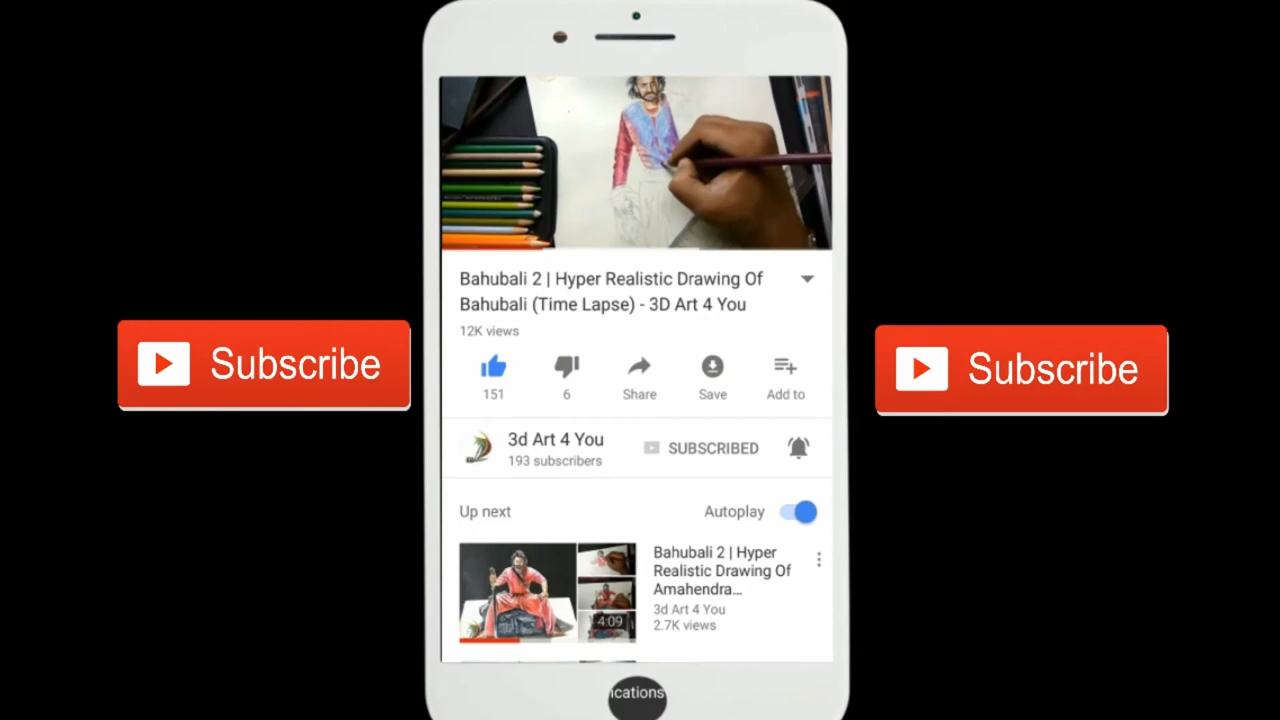 Bahubali 2 | Hyper Realistic Drawing Of
Bahubali (Time Lapse) - 3D Art 4 You
12K views
151
6
Share
Save
Add to
Subscribe
Subscribe
3d Art 4 You
193 subscribers
SUBSCRIBED
Up next
Autoplay
Bahubali 2 | Hyper
Realistic Drawing Of
Amahendra...
3d Art 4 You
2.7K views
4:09
ications